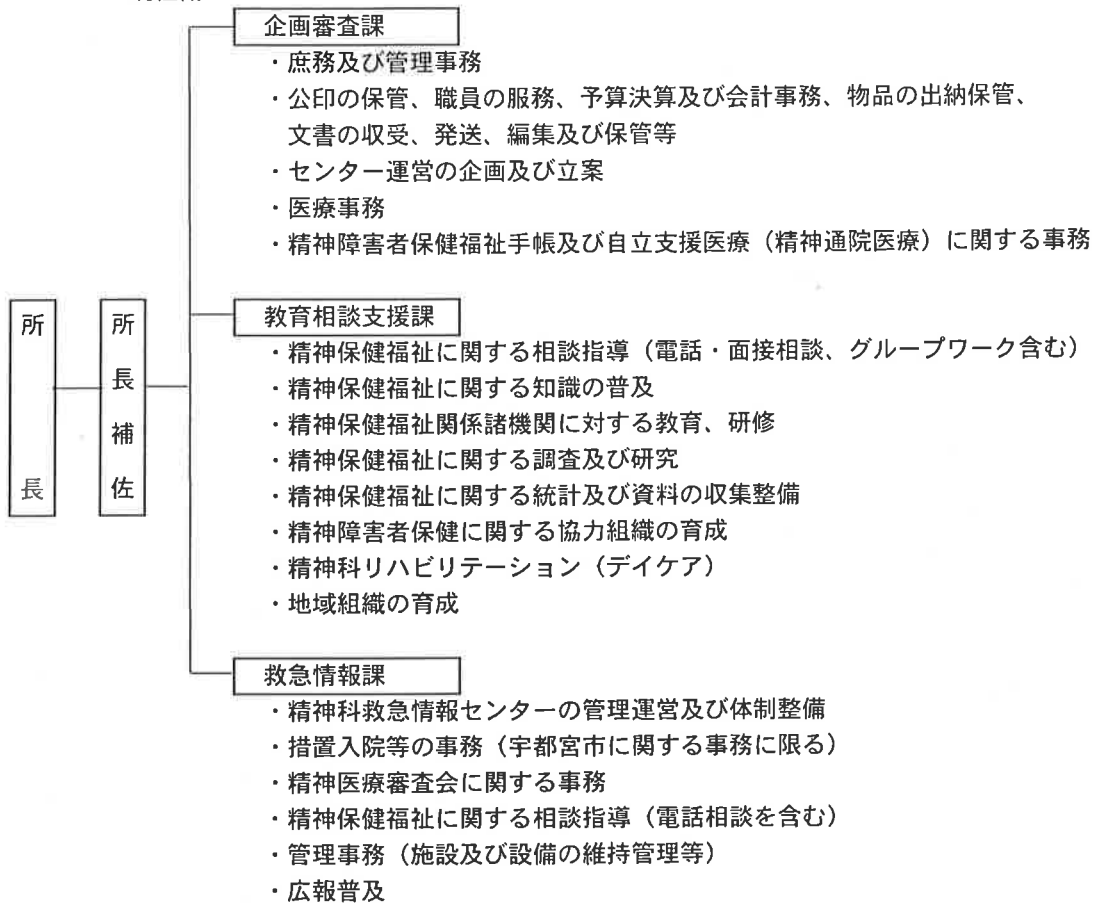 企画審査課
・庶務及び管理事務
・公印の保管、職員の服務、予算決算及び会計事務、物品の出納保管、
文書の収受、発送、編集及び保管等
・センター運営の企画及び立案
・医療事務
・精神障害者保健福祉手帳及び自立支援医療（精神通院医療）に関する事務
所長
所長補佐
教育相談支援課
・精神保健福祉に関する相談指導（電話・面接相談、グループワーク含む）
・精神保健福祉に関する知識の普及
・精神保健福祉関係諸機関に対する教育、研修
・精神保健福祉に関する調査及び研究
・精神保健福祉に関する統計及び資料の収集整備
・精神障害者保健に関する協力組織の育成
・精神科リハビリテーション（デイケア）
・地域組織の育成
救急情報課
・精神科救急情報センターの管理運営及び体制整備
・措置入院等の事務（宇都宮市に関する事務に限る）
・精神医療審査会に関する事務
・精神保健福祉に関する相談指導（電話相談を含む）
・管理事務（施設及び設備の維持管理等）
・広報普及